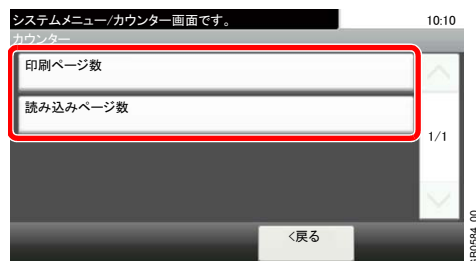 システムメニュー/カウンター画面です。
10:10
カウンター
印刷ページ数
読み込みページ数
1/1
<戻る